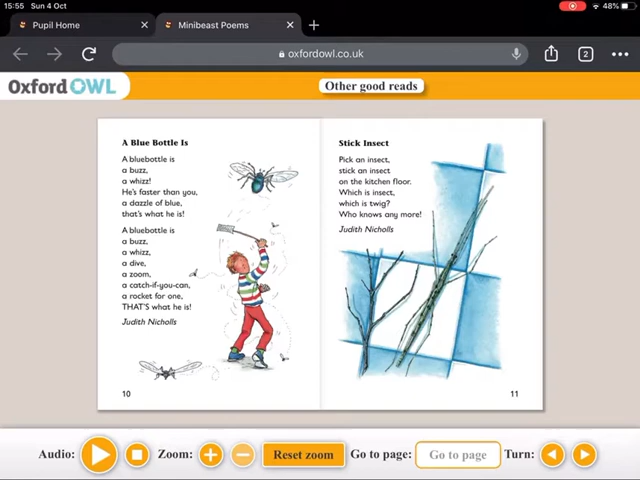 15:55 Sun 4 Oct
48%
Pupil Home
Minibeast Poems
oxfordowl.co.uk
2
Oxford OWL
Other good reads
A Blue Bottle Is
A bluebottle is
a buzz,
a whizz!
He's faster than you,
a dazzle of blue,
that's what he is!
A bluebottle is
a buzz,
a whizz,
a dive,
a zoom,
a catch-if-you-can,
a rocket for one,
THAT'S what he is!
Judith Nicholls
10
Stick Insect
Pick an insect,
stick an insect
on the kitchen floor.
Which is insect,
which is twig?
Who knows any more!
Judith Nicholls
11
Audio:
Zoom:
Reset zoom
Go to page:
Go to page
Turn: